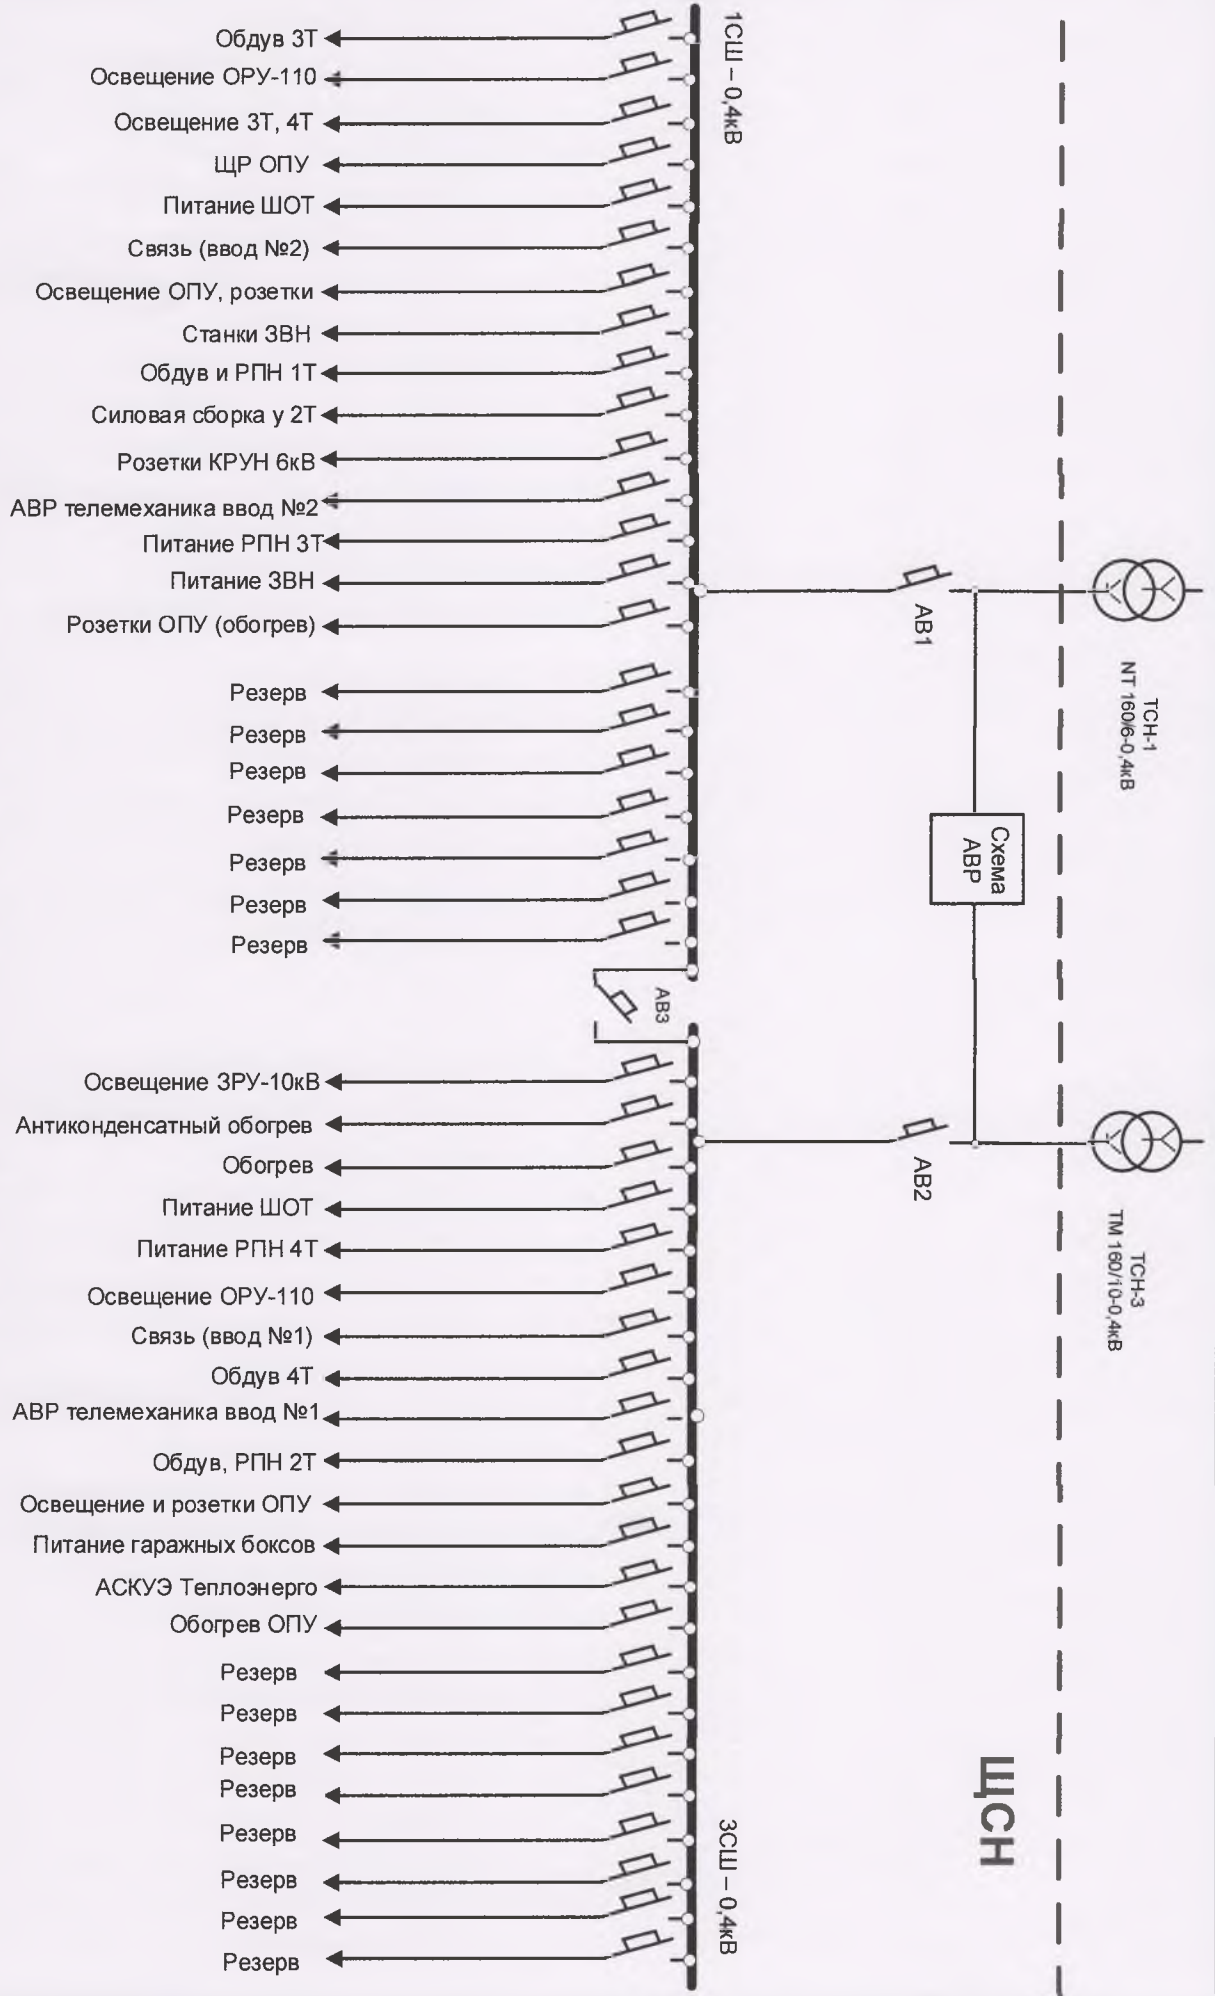 Обдув 3Т
Освещение ОРУ-110
Освещение 3Т, 4Т
ЩР ОПУ
Питание ШОТ
Связь (ввод №2)
Освещение ОПУ, розетки
Станки ЗВН
Обдув и РПН 1Т
Силовая сборка у 2Т
Розетки КРУН 6кВ
АВР телемеханика ввод №2
Питание РПН 3Т
Питание ЗВН
Розетки ОПУ (обогрев)
Резерв
Резерв
Резерв
Резерв
Резерв
Резерв
Резерв
1СШ – 0,4кВ
АВ1
ТСН-1
NT 160/6-0,4кВ
Схема
АВР
АВ3
Освещение ЗРУ-10кВ
Антиконденсатный обогрев
Обогрев
Питание ШОТ
Питание РПН 4Т
Освещение ОРУ-110
Связь (ввод №1)
Обдув 4Т
АВР телемеханика ввод №1
Обдув, РПН 2Т
Освещение и розетки ОПУ
Питание гаражных боксов
АСКУЭ Теплоэнерго
Обогрев ОПУ
Резерв
Резерв
Резерв
Резерв
Резерв
Резерв
Резерв
Резерв
АВ2
ТСН-3
ТМ 160/10-0,4кВ
3СШ – 0,4кВ
ЩСН